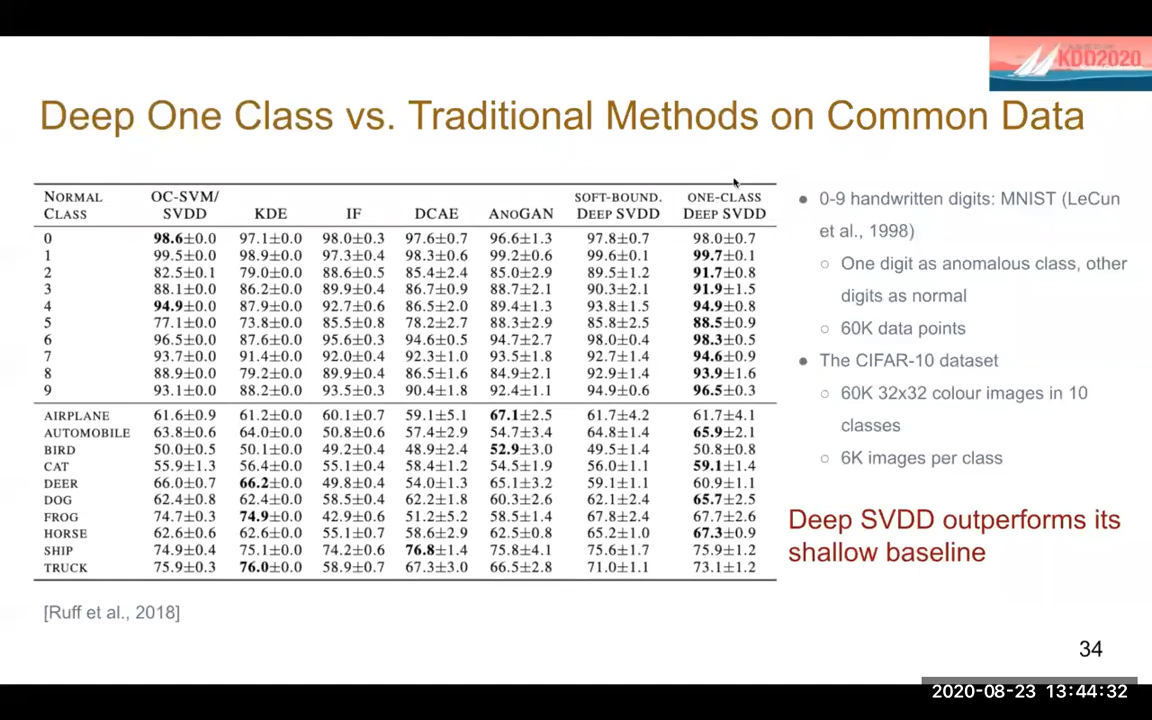 KDD2020
Deep One Class vs. Traditional Methods on Common Data
NORMAL CLASS OC-SVM/ SVDD KDE IF DCAE ANOGAN SOFT-BOUND. DEEP SVDD ONE-CLASS DEEP SVDD
0 98.6±0.0 97.1±0.0 98.0±0.3 97.6±0.7 96.6±1.3 97.8±0.7 98.0±0.7
1 99.5±0.0 98.9±0.0 97.3±0.4 98.3±0.6 99.2±0.6 99.6±0.1 99.7±0.1
2 82.5±0.1 79.0±0.0 88.6±0.5 85.4±2.4 85.0±2.9 89.5±1.2 91.7±0.8
3 88.1±0.0 86.2±0.0 89.9±0.4 86.7±0.9 88.7±2.1 90.3±2.1 91.9±1.5
4 94.9±0.0 87.9±0.0 92.7±0.6 86.5±2.0 89.4±1.3 93.8±1.5 94.9±0.8
5 77.1±0.0 73.8±0.0 85.5±0.8 78.2±2.7 88.3±2.9 85.8±2.5 88.5±0.9
6 96.5±0.0 87.6±0.0 95.6±0.3 94.6±0.5 94.7±2.7 98.0±0.4 98.3±0.5
7 93.7±0.0 91.4±0.0 92.0±0.4 92.3±1.0 93.5±1.8 92.7±1.4 94.6±0.9
8 88.9±0.0 79.2±0.0 89.9±0.4 86.5±1.6 84.9±2.1 92.9±1.4 93.9±1.6
9 93.1±0.0 88.2±0.0 93.5±0.3 90.4±1.8 92.4±1.1 94.9±0.6 96.5±0.3
AIRPLANE 61.6±0.9 61.2±0.0 60.1±0.7 59.1±5.1 67.1±2.5 61.7±4.2 61.7±4.1
AUTOMOBILE 63.8±0.6 64.0±0.0 50.8±0.6 57.4±2.9 54.7±3.4 64.8±1.4 65.9±2.1
BIRD 50.0±0.5 50.1±0.0 49.2±0.4 48.9±2.4 52.9±3.0 49.5±1.4 50.8±0.8
CAT 55.9±1.3 56.4±0.0 55.1±0.4 58.4±1.2 54.5±1.9 56.0±1.1 59.1±1.4
DEER 66.0±0.7 66.2±0.0 49.8±0.4 54.0±1.3 65.1±3.2 59.1±1.1 60.9±1.1
DOG 62.4±0.8 62.4±0.0 58.5±0.4 62.2±1.8 60.3±2.6 62.1±2.4 65.7±2.5
FROG 74.7±0.3 74.9±0.0 42.9±0.6 51.2±5.2 58.5±1.4 67.8±2.4 67.7±2.6
HORSE 62.6±0.6 62.6±0.0 55.1±0.7 58.6±2.9 62.5±0.8 65.2±1.0 67.3±0.9
SHIP 74.9±0.4 75.1±0.0 74.2±0.6 76.8±1.4 75.8±4.1 75.6±1.7 75.9±1.2
TRUCK 75.9±0.3 76.0±0.0 58.9±0.7 67.3±3.0 66.5±2.8 71.0±1.1 73.1±1.2
[Ruff et al., 2018]
● 0-9 handwritten digits: MNIST (LeCun
et al., 1998)
○ One digit as anomalous class, other
digits as normal
○ 60K data points
● The CIFAR-10 dataset
○ 60K 32x32 colour images in 10
classes
○ 6K images per class
Deep SVDD outperforms its
shallow baseline
34
2020-08-23 13:44:32